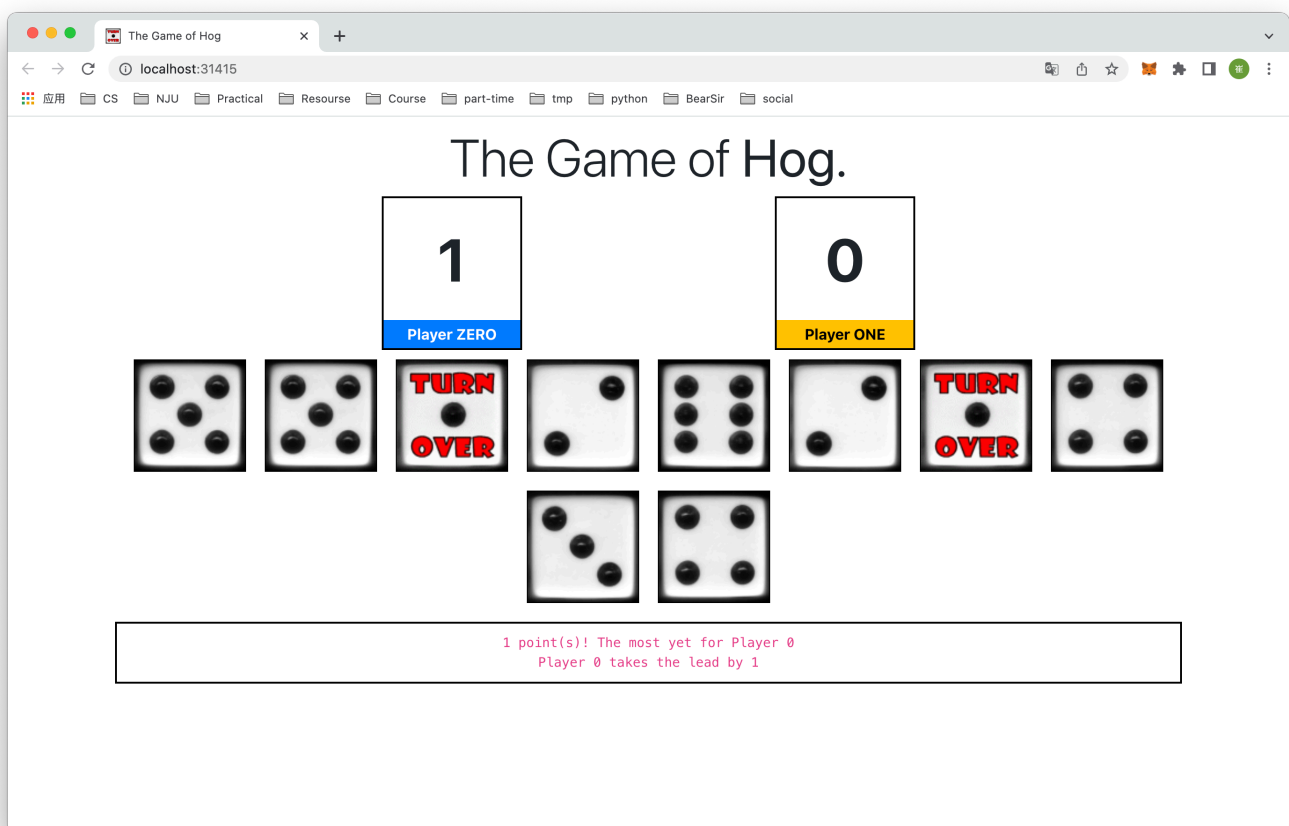 The Game of Hog
localhost:31415
应用 CS NJU Practical Resourse Course part-time tmp python BearSir social
The Game of Hog.
1 0
Player ZERO Player ONE
TURN TURN
OVER OVER
1 point(s)! The most yet for Player 0
Player 0 takes the lead by 1